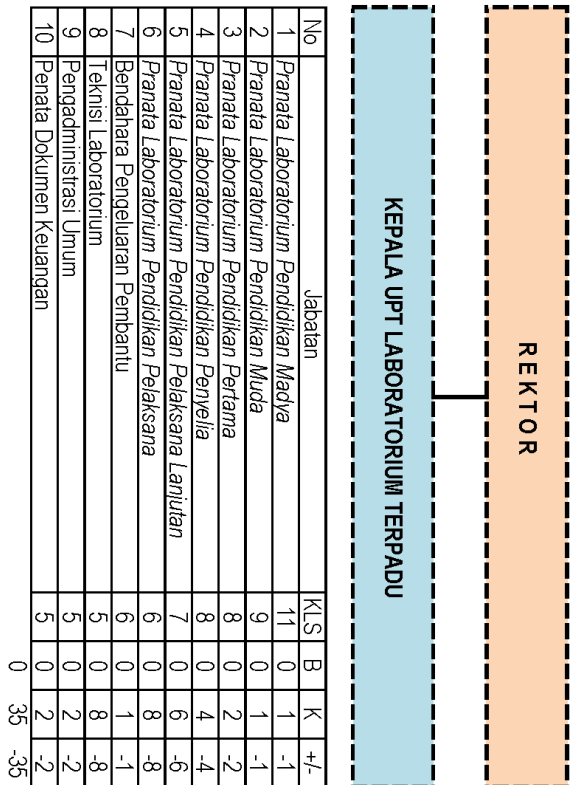 R E K T O R
KEPALA UPT LABORATORIUM TERPADU
No Jabatan KLS B K +/-
1 Pranata Laboratorium Pendidikan Madya 11 0 1 -1
2 Pranata Laboratorium Pendidikan Muda 9 0 1 -1
3 Pranata Laboratorium Pendidikan Pertama 8 0 2 -2
4 Pranata Laboratorium Pendidikan Penyelia 8 0 4 -4
5 Pranata Laboratorium Pendidikan Pelaksana Lanjutan 7 0 6 -6
6 Pranata Laboratorium Pendidikan Pelaksana 6 0 8 -8
7 Bendahara Pengeluaran Pembantu 6 0 1 -1
8 Teknisi Laboratorium 5 0 8 -8
9 Pengadministrasi Umum 5 0 2 -2
10 Penata Dokumen Keuangan 5 0 2 -2
0 35 -35